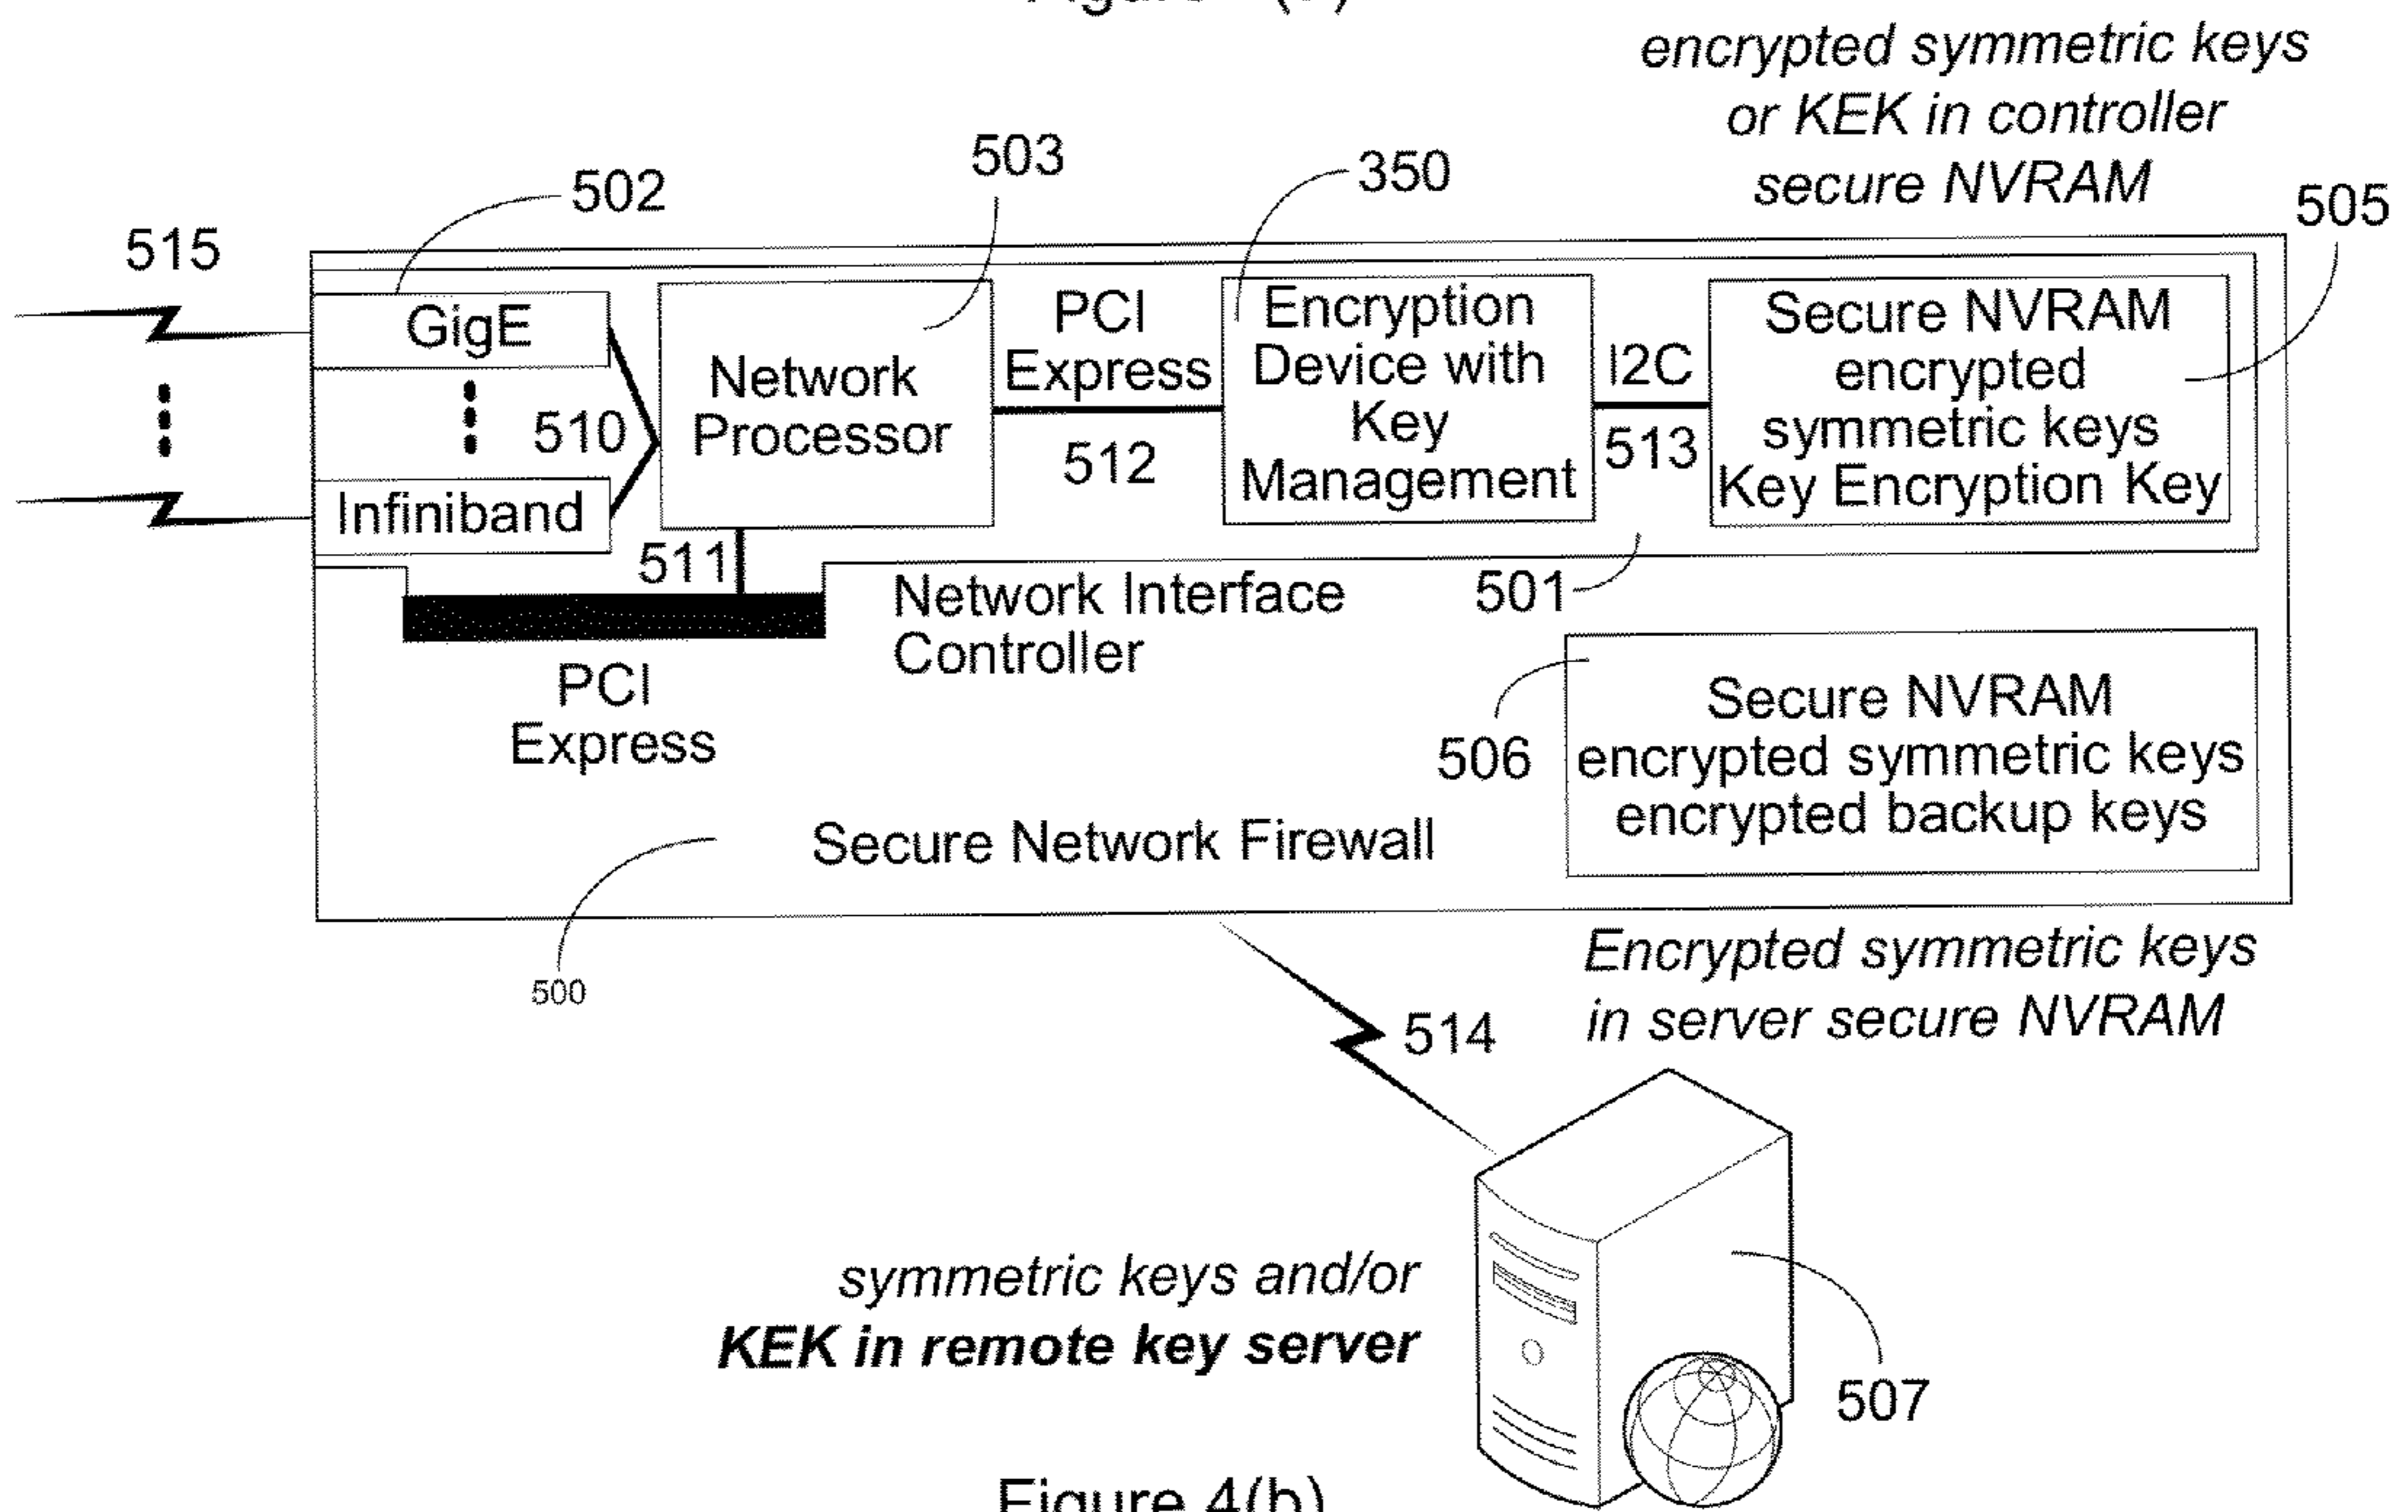 encrypted symmetric keys
or KEK in controller
secure NVRAM
503
350
502
505
515
GigE
Infiniband
510
Network
Processor
PCI
Express
512
Encryption
Device with
Key
Management
I2C
513
Secure NVRAM
encrypted
symmetric keys
Key Encryption Key
511
Network Interface
Controller
501
PCI
Express
506
Secure NVRAM
encrypted symmetric keys
encrypted backup keys
Secure Network Firewall
500
Encrypted symmetric keys
in server secure NVRAM
514
symmetric keys and/or
KEK in remote key server
507
Figure 4(b)